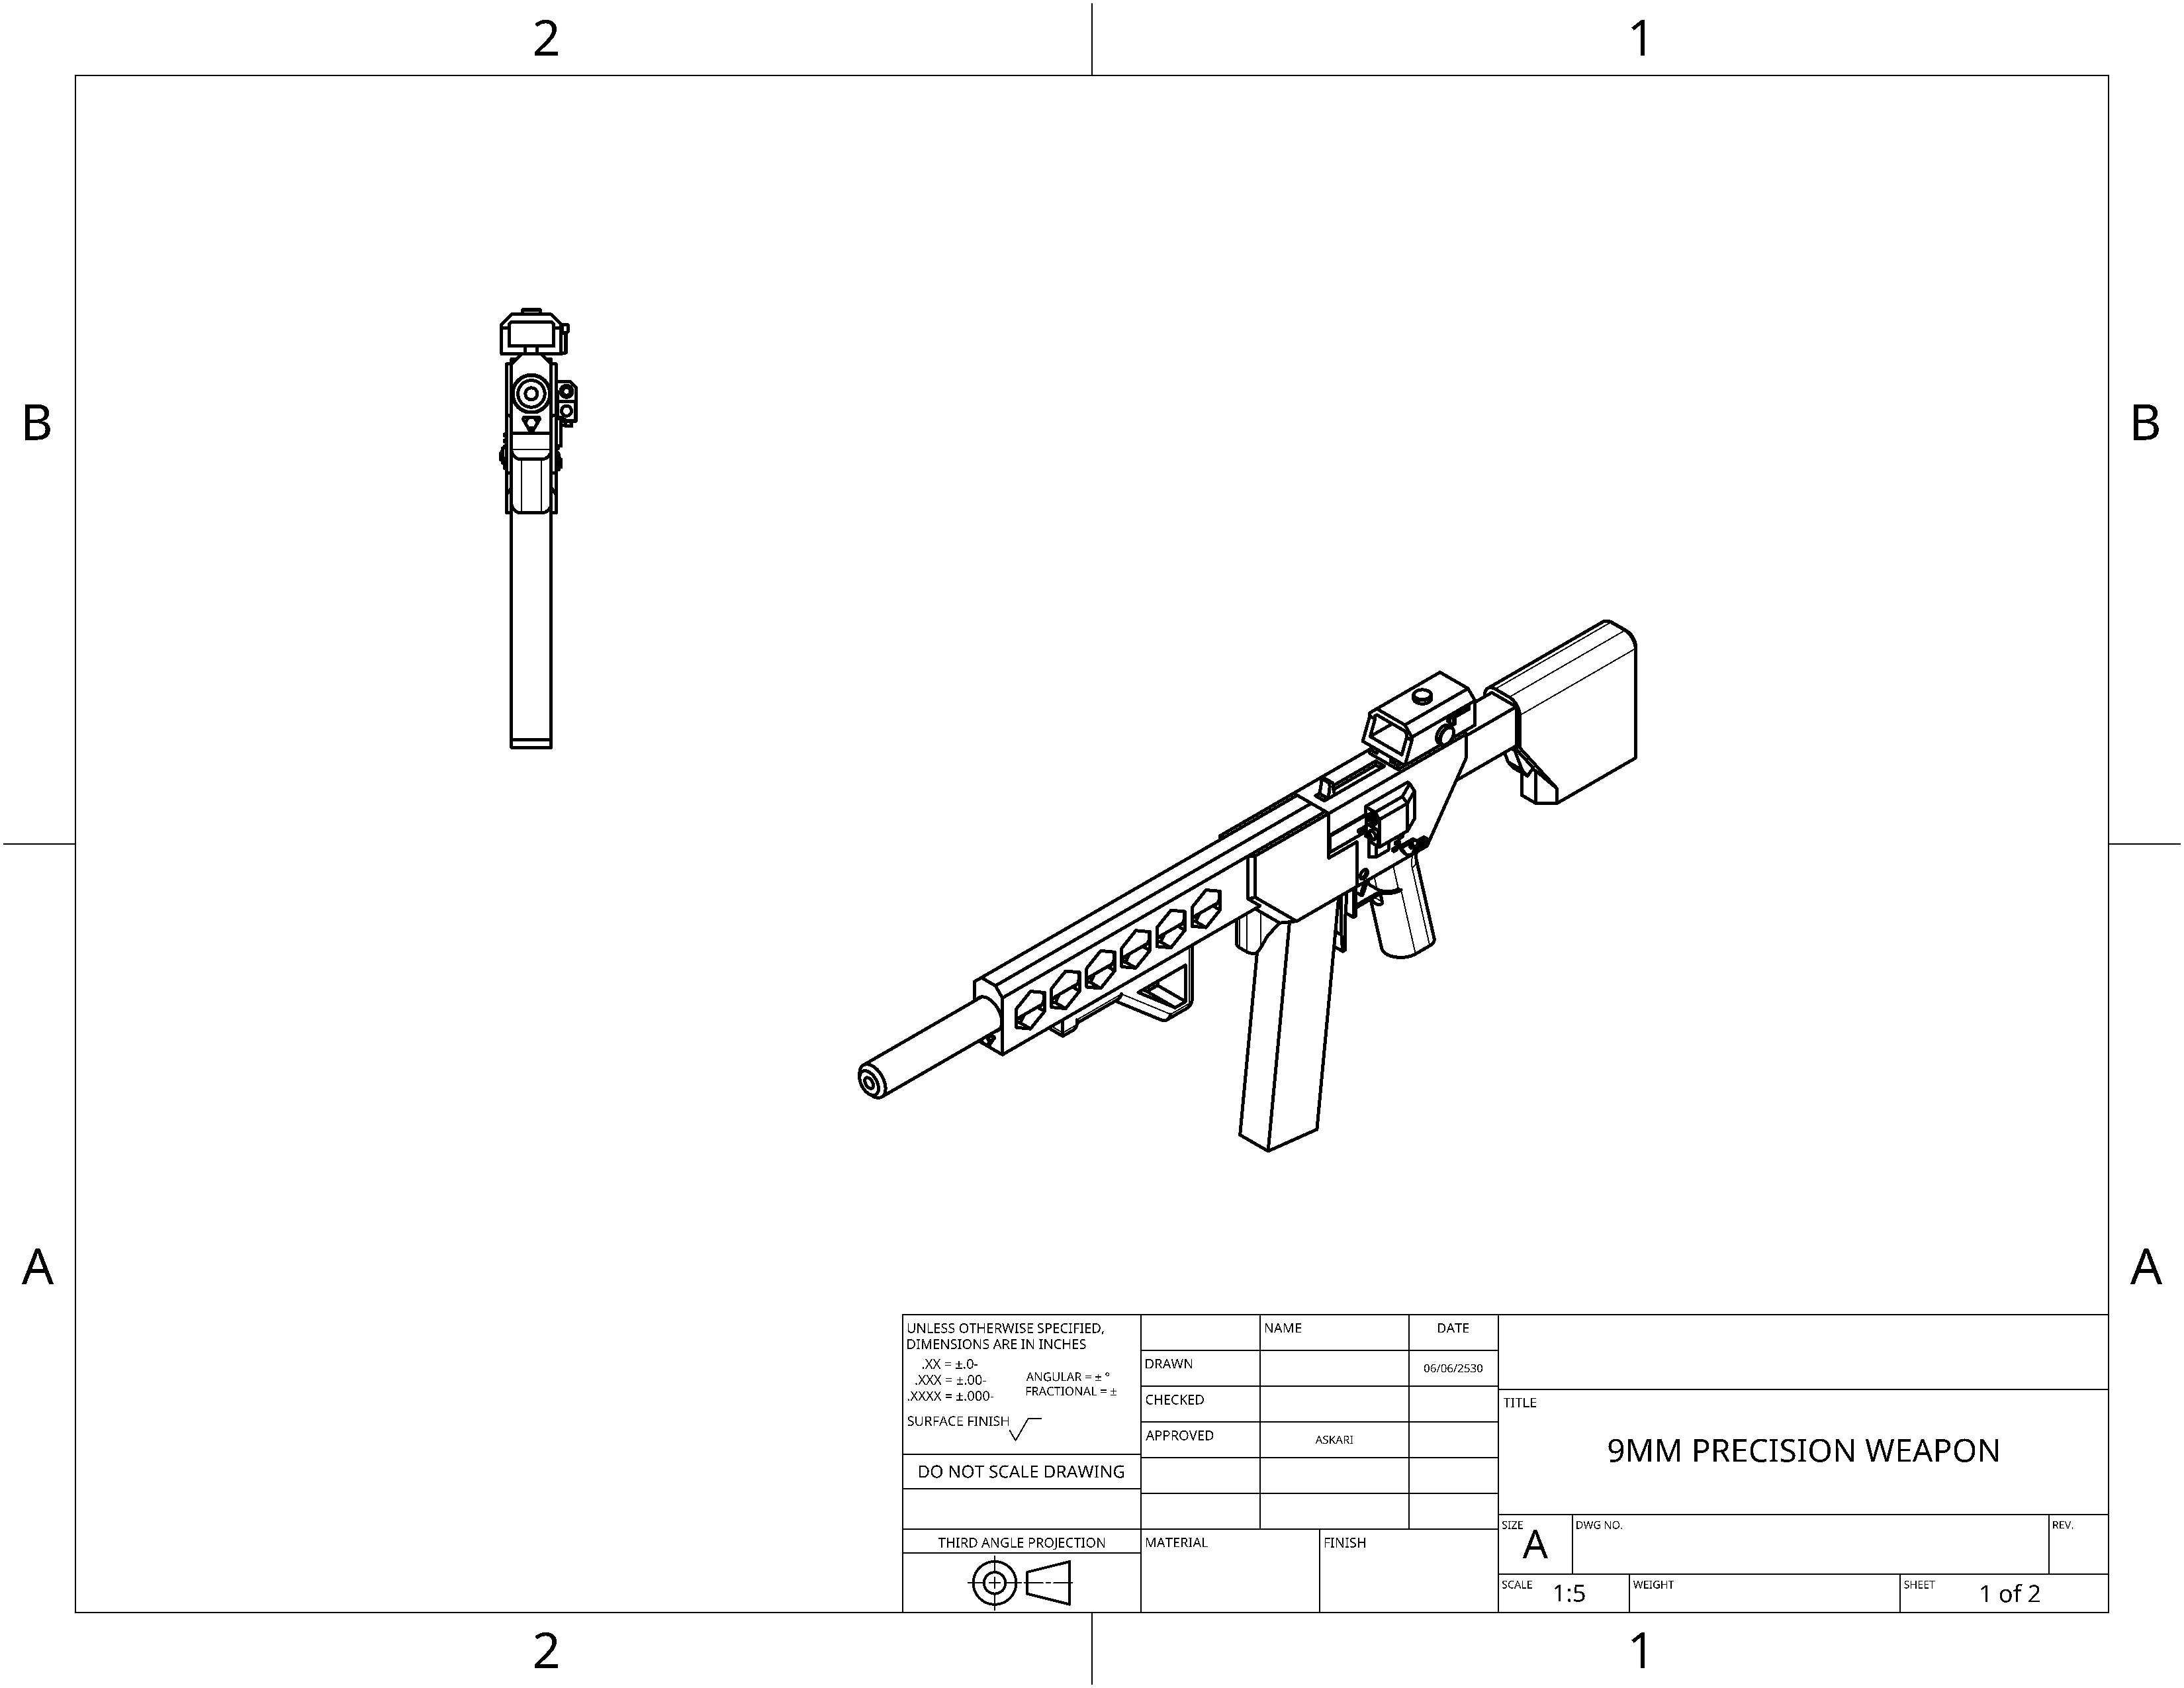 2
1
B
B
A
A
UNLESS OTHERWISE SPECIFIED,
DIMENSIONS ARE IN INCHES
.XX = ±.0-
.XXX = ±.00-
.XXXX = ±.000-
ANGULAR = ± °
FRACTIONAL = ±
SURFACE FINISH
DO NOT SCALE DRAWING
THIRD ANGLE PROJECTION
NAME
DATE
DRAWN
06/06/2530
CHECKED
APPROVED
ASKARI
MATERIAL
FINISH
TITLE
9MM PRECISION WEAPON
SIZE
A
DWG NO.
REV.
SCALE
1:5
WEIGHT
SHEET
1 of 2
2
1